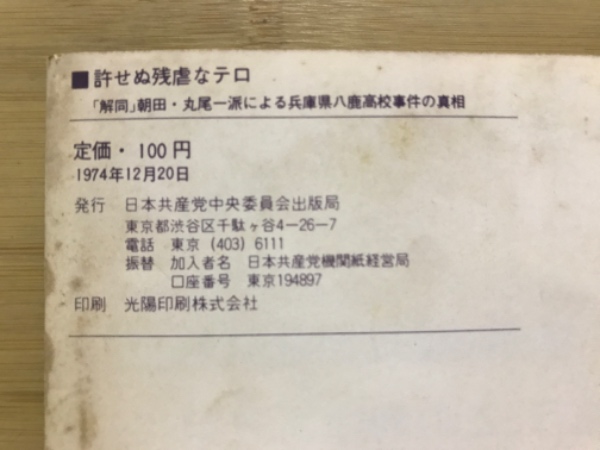 ■許せぬ残虐なテロ
「解同」朝田・丸尾一派による兵庫県八鹿高校事件の真相
定価・100円
1974年12月20日
発行 日本共産党中央委員会出版局
東京都渋谷区千駄ヶ谷4-26-7
電話 東京(403)6111
振替 加入者名 日本共産党機関紙経営局
口座番号 東京194897
印刷 光陽印刷株式会社